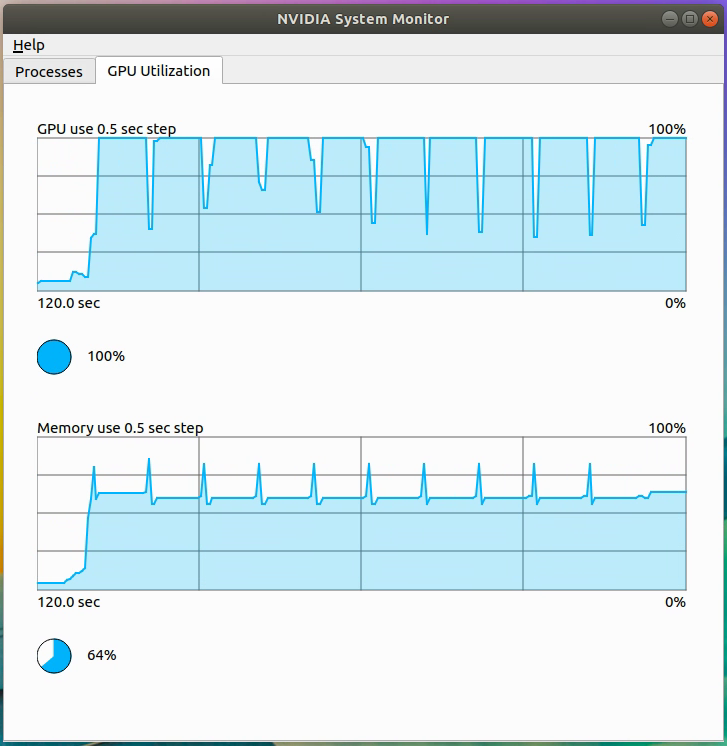 NVIDIA System Monitor
Help
Processes GPU Utilization
GPU use 0.5 sec step 100%
120.0 sec 0%
100%
Memory use 0.5 sec step 100%
120.0 sec 0%
64%